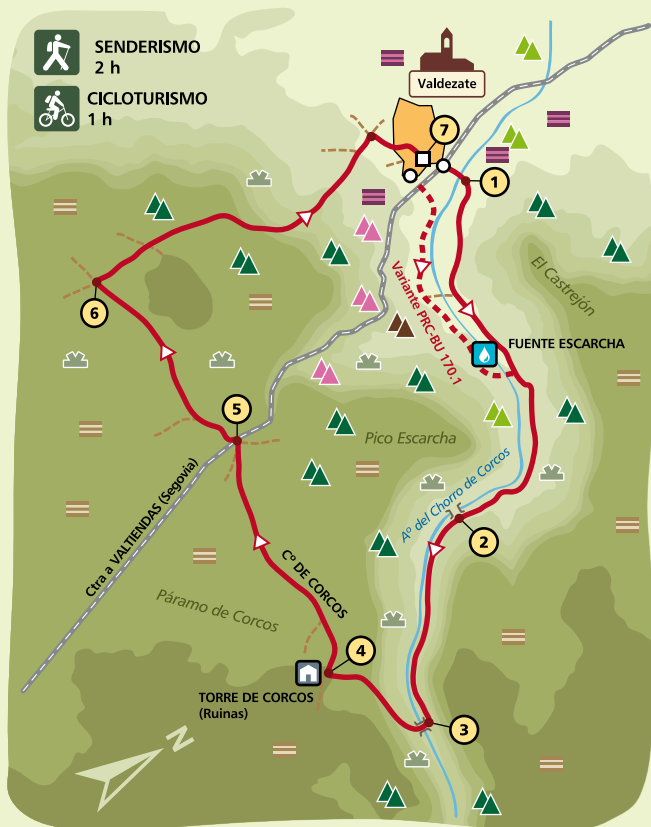 SENDERISMO
2 h
CICLOTURISMO
1 h
Valdezate
7
1
El Castrejón
Variante PRC-BU 170.1
6
FUENTE ESCARCHA
5
Pico Escarcha
Aº del Chorro de Corcos
Ctra a VALTIENDAS (Segovia)
2
Cº DE CORCOS
Páramo de Corcos
4
TORRE DE CORCOS
(Ruinas)
3
N